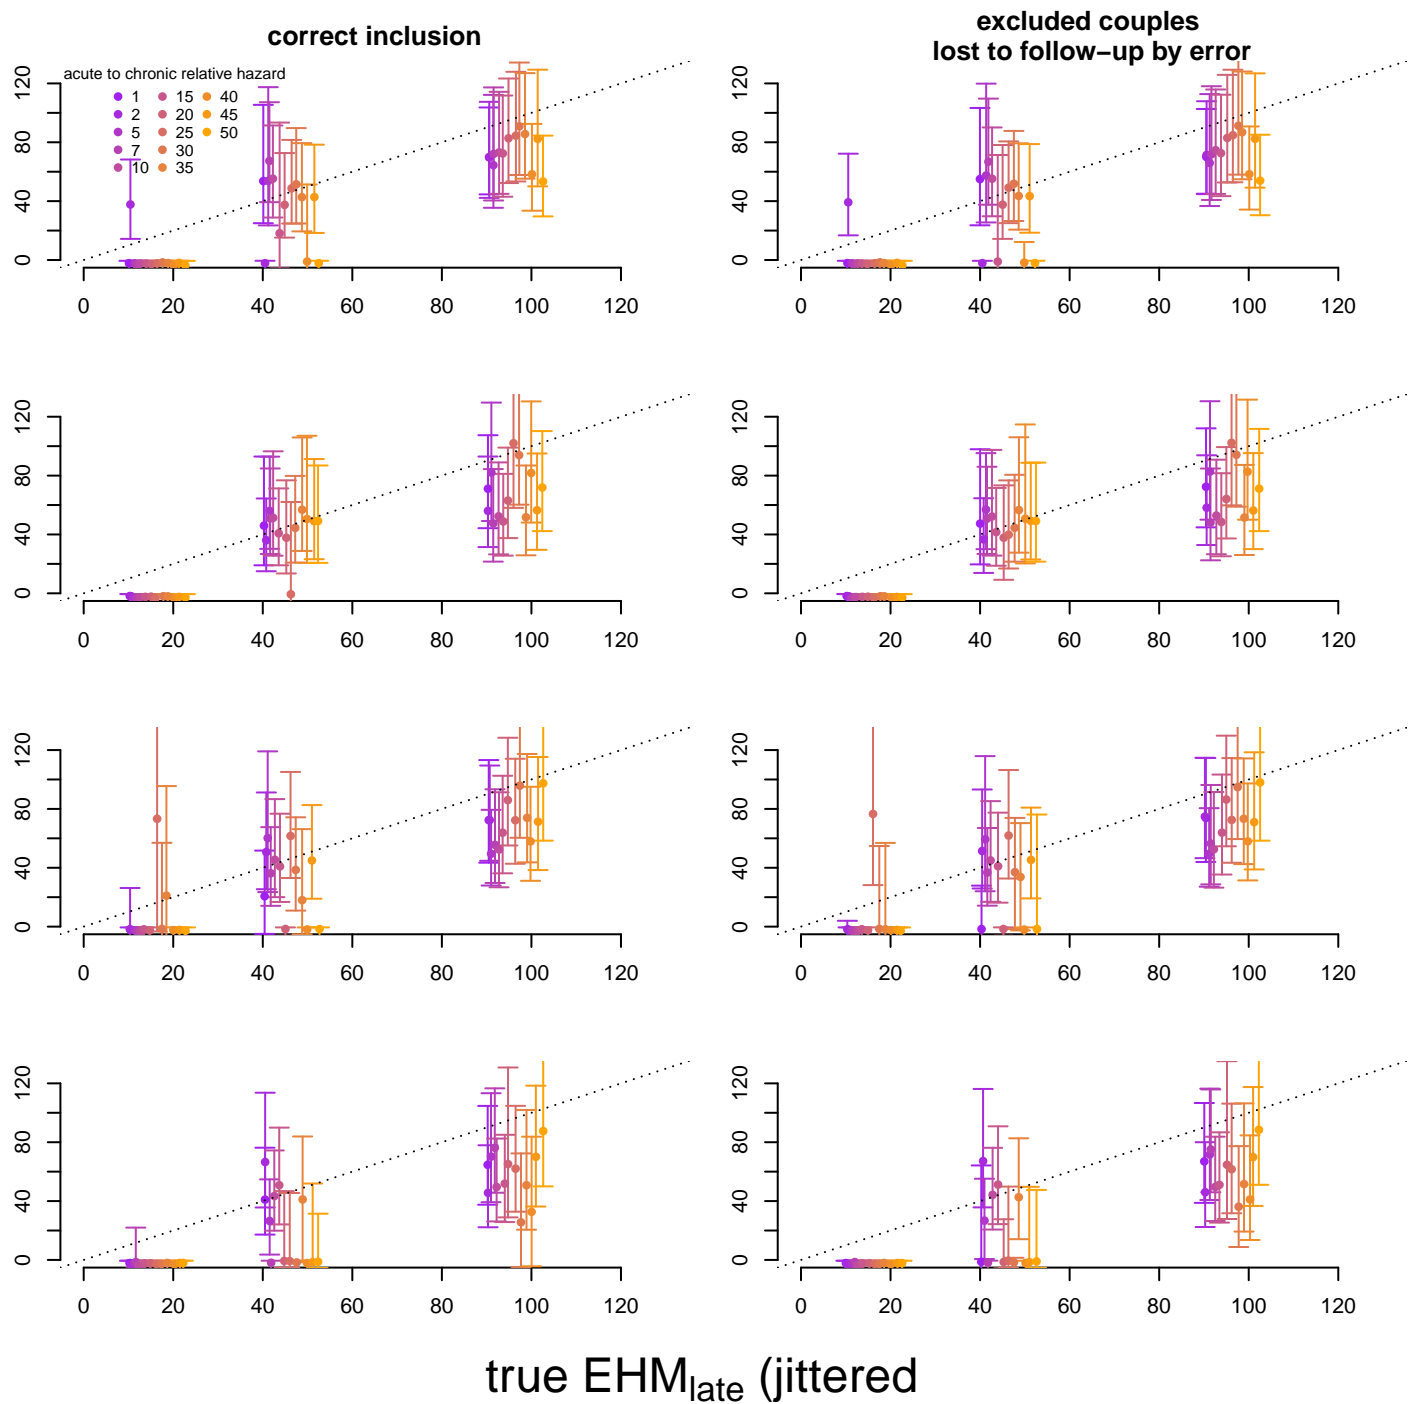 correct inclusion
excluded couples
lost to follow−up by error
acute to chronic relative hazard
1 15 40
2 20 45
5 25 50
7 30
10 35
0 40 80 120
0 20 40 60 80 100 120
0 40 80 120
0 20 40 60 80 100 120
0 40 80 120
0 20 40 60 80 100 120
0 40 80 120
0 20 40 60 80 100 120
0 40 80 120
0 20 40 60 80 100 120
0 40 80 120
0 20 40 60 80 100 120
0 40 80 120
0 20 40 60 80 100 120
0 40 80 120
0 20 40 60 80 100 120
true EHMlate (jittered